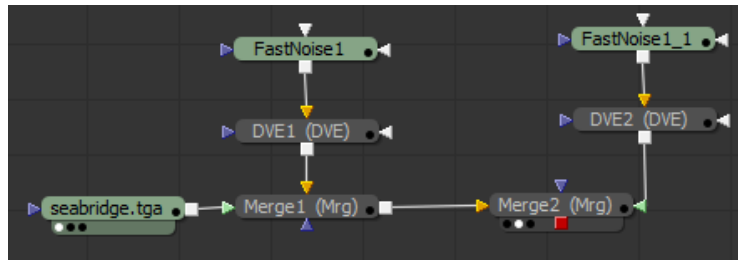 FastNoise1
FastNoise1_1
DVE1 (DVE)
DVE2 (DVE)
seabridge.tga
Merge1 (Mrg)
Merge2 (Mrg)